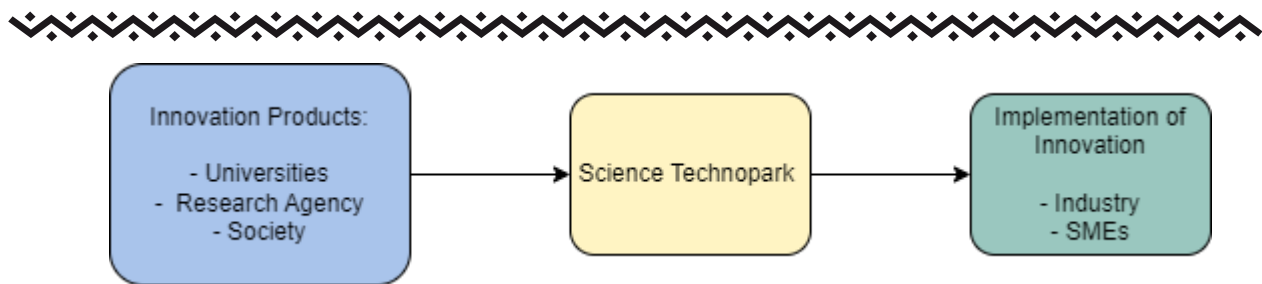 Innovation Products:
- Universities
- Research Agency
- Society
Science Technopark
Implementation of
Innovation
- Industry
- SMEs